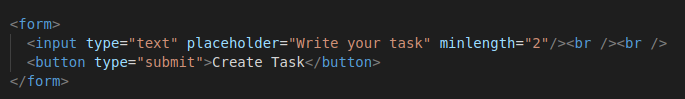 <form>
<input type="text" placeholder="Write your task" minlength="2"/><br /><br />
<button type="submit">Create Task</button>
</form>